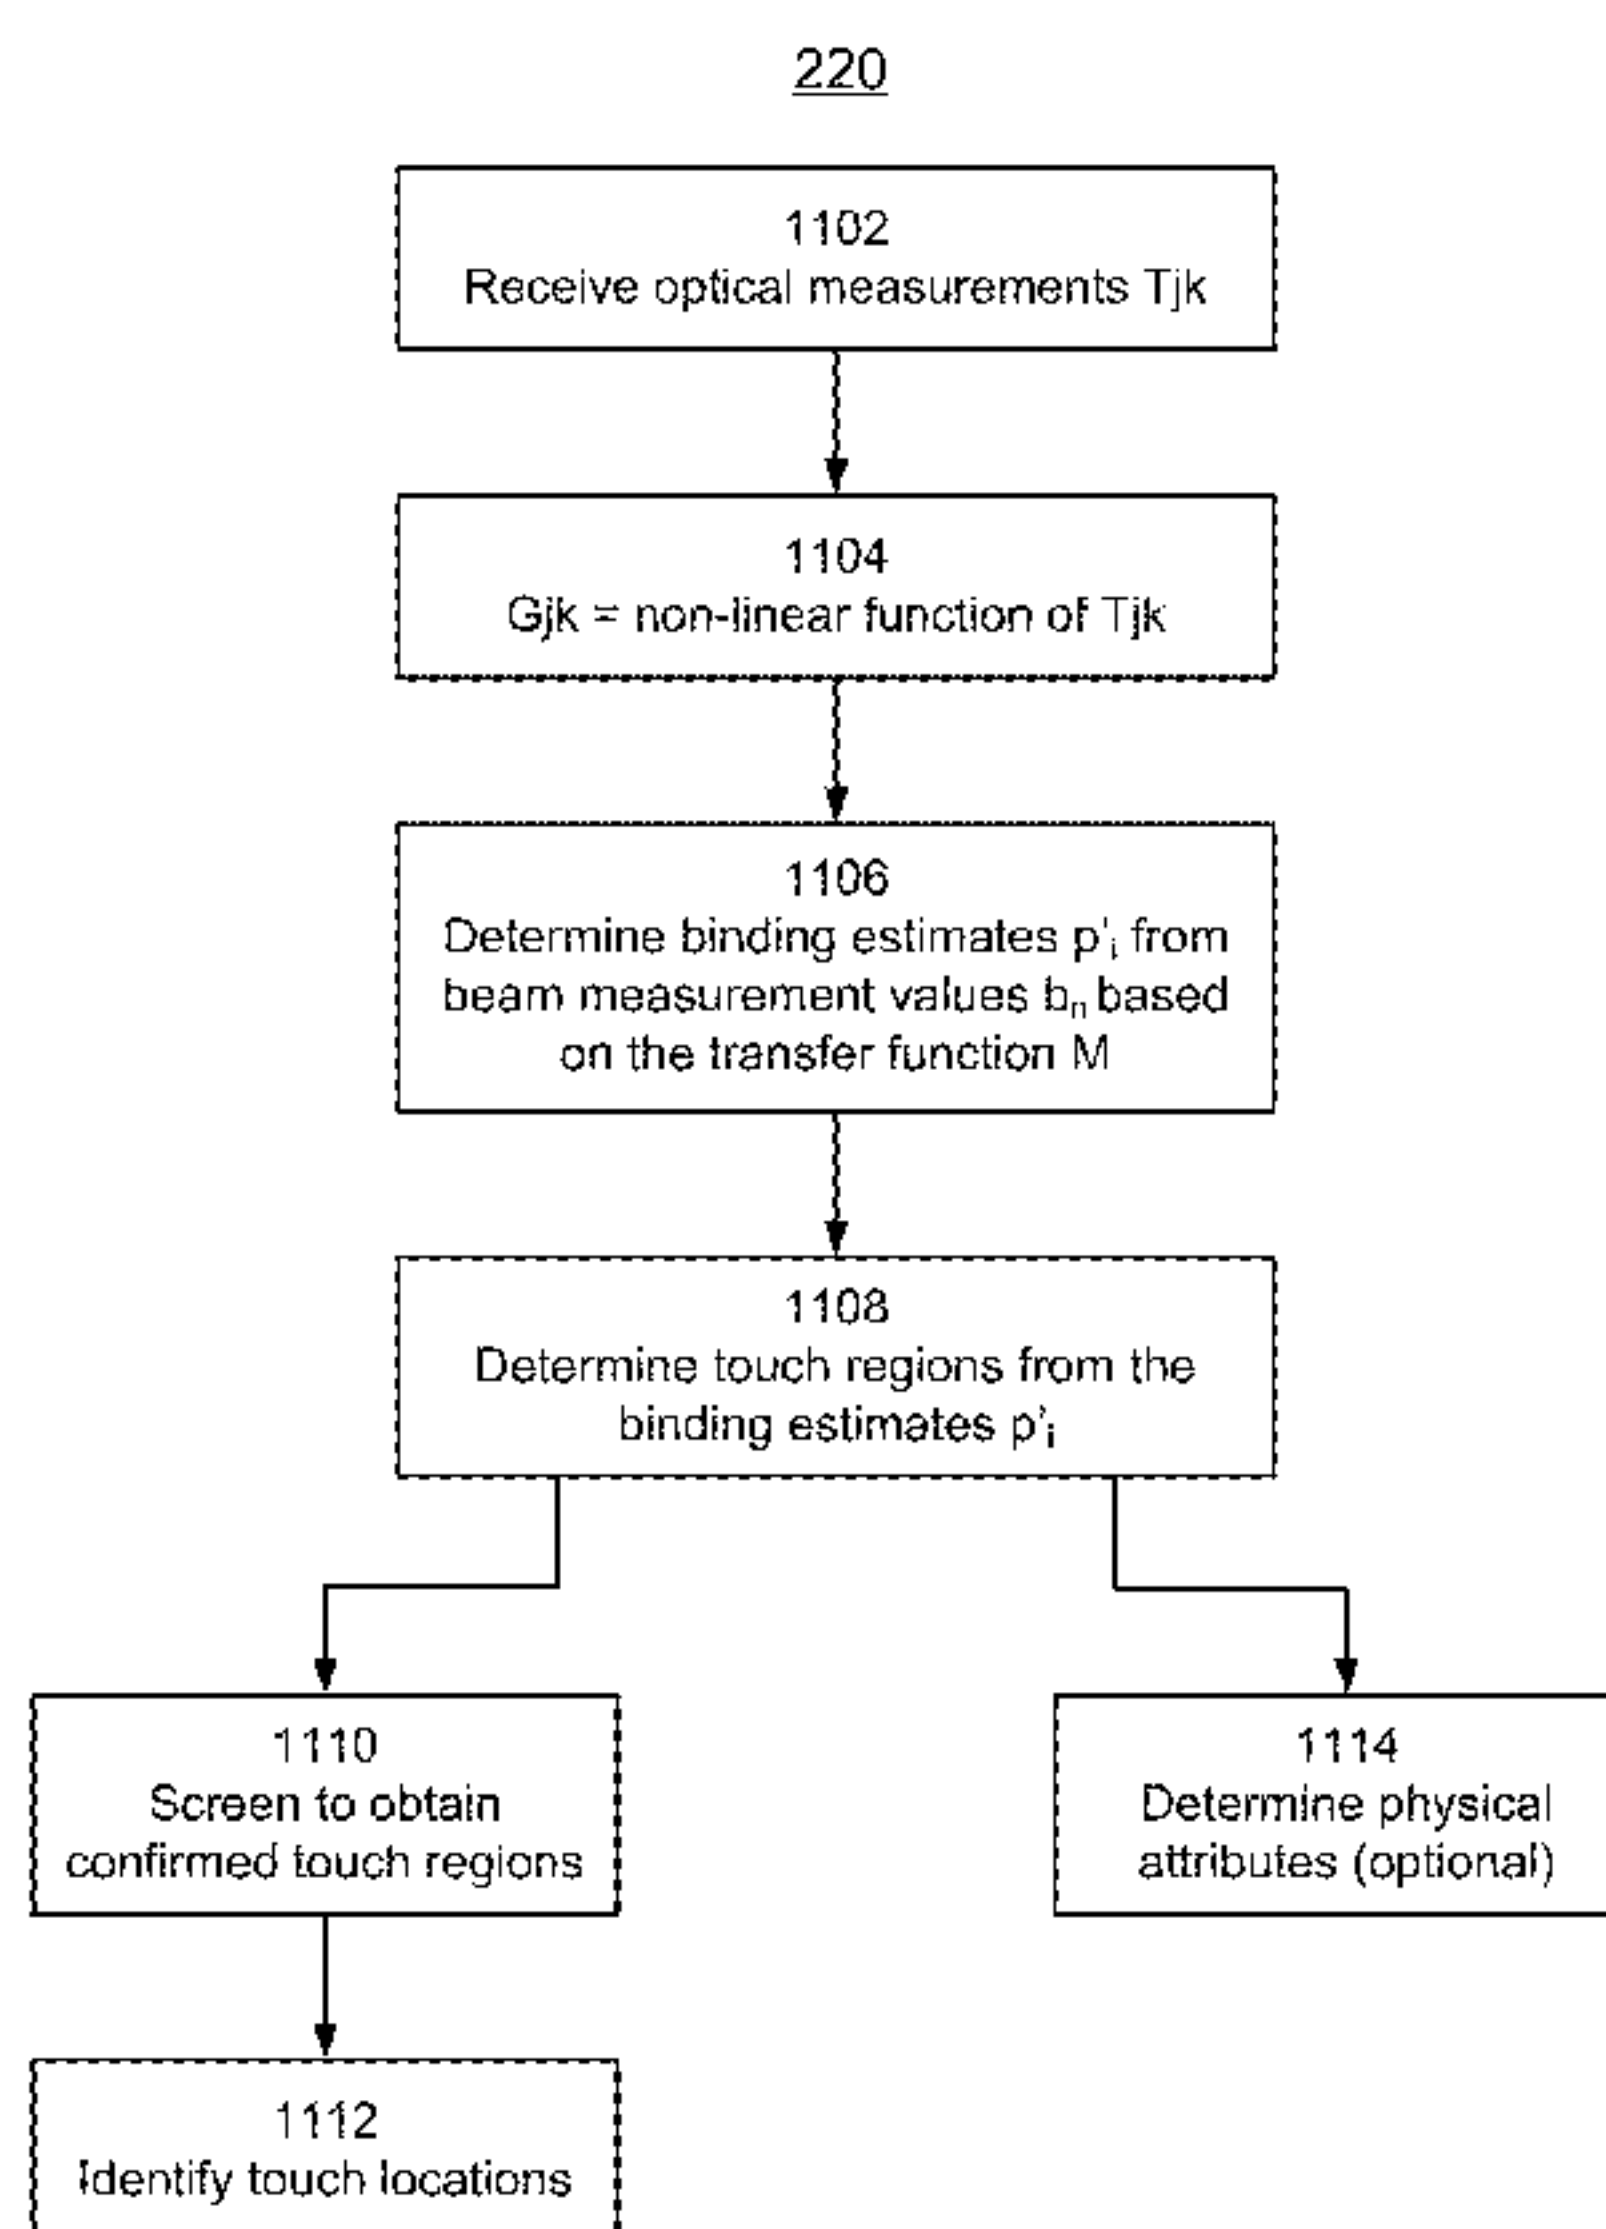 220
1102
Receive optical measurements Tjk
1104
Gjk = non-linear function of Tjk
1106
Determine binding estimates p'i from
beam measurement values bn based
on the transfer function M
1108
Determine touch regions from the
binding estimates p'i
1110
Screen to obtain
confirmed touch regions
1114
Determine physical
attributes (optional)
1112
Identify touch locations